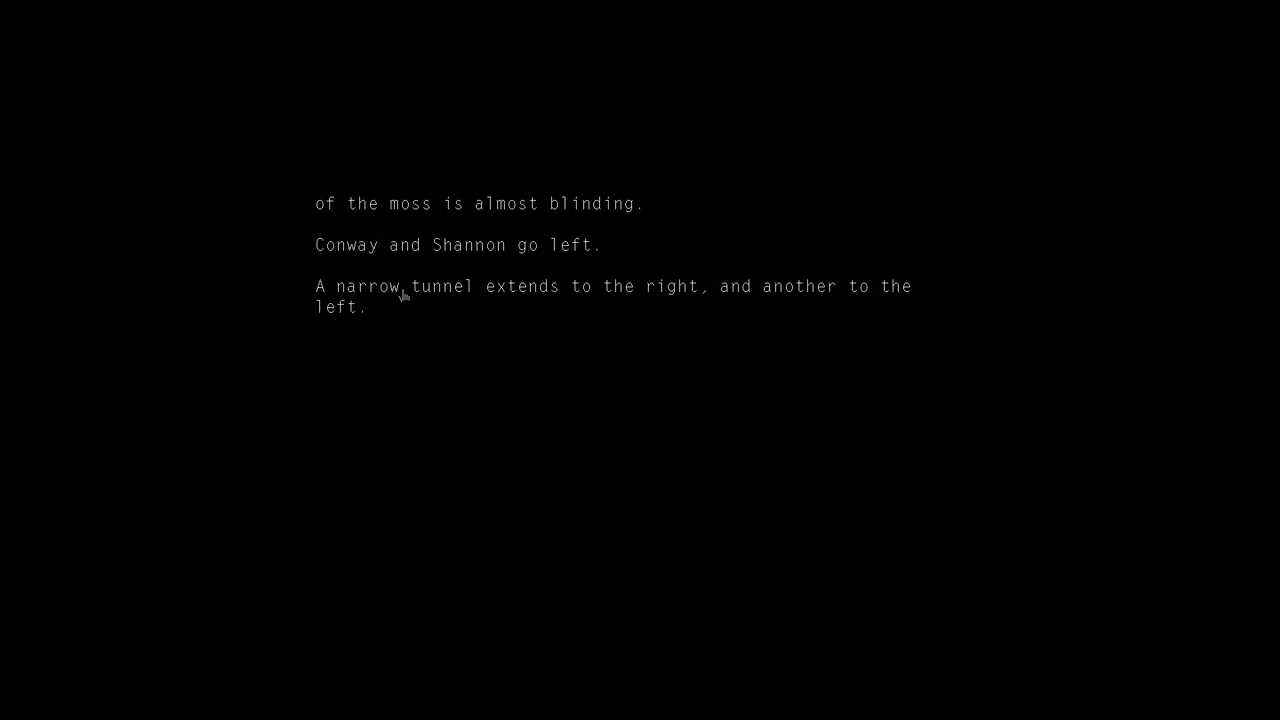 of the moss is almost blinding.
Conway and Shannon go left.
A narrow tunnel extends to the right, and another to the
left.